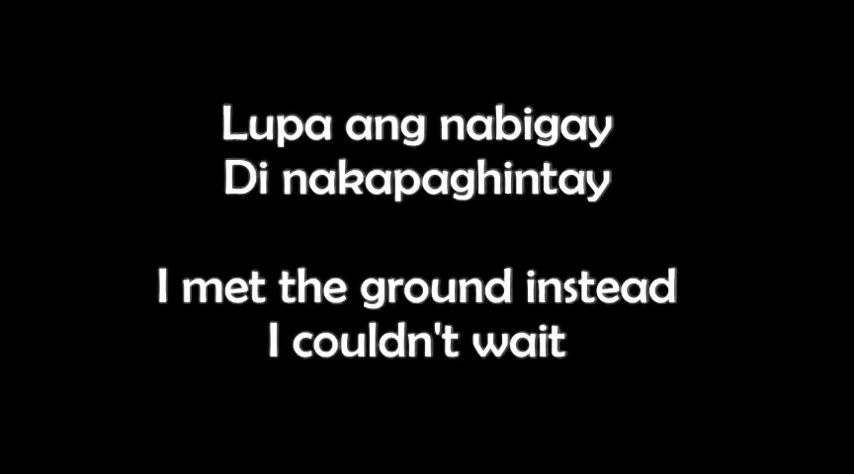 Lupa ang nabigay
Di nakapaghintay
I met the ground instead
I couldn't wait